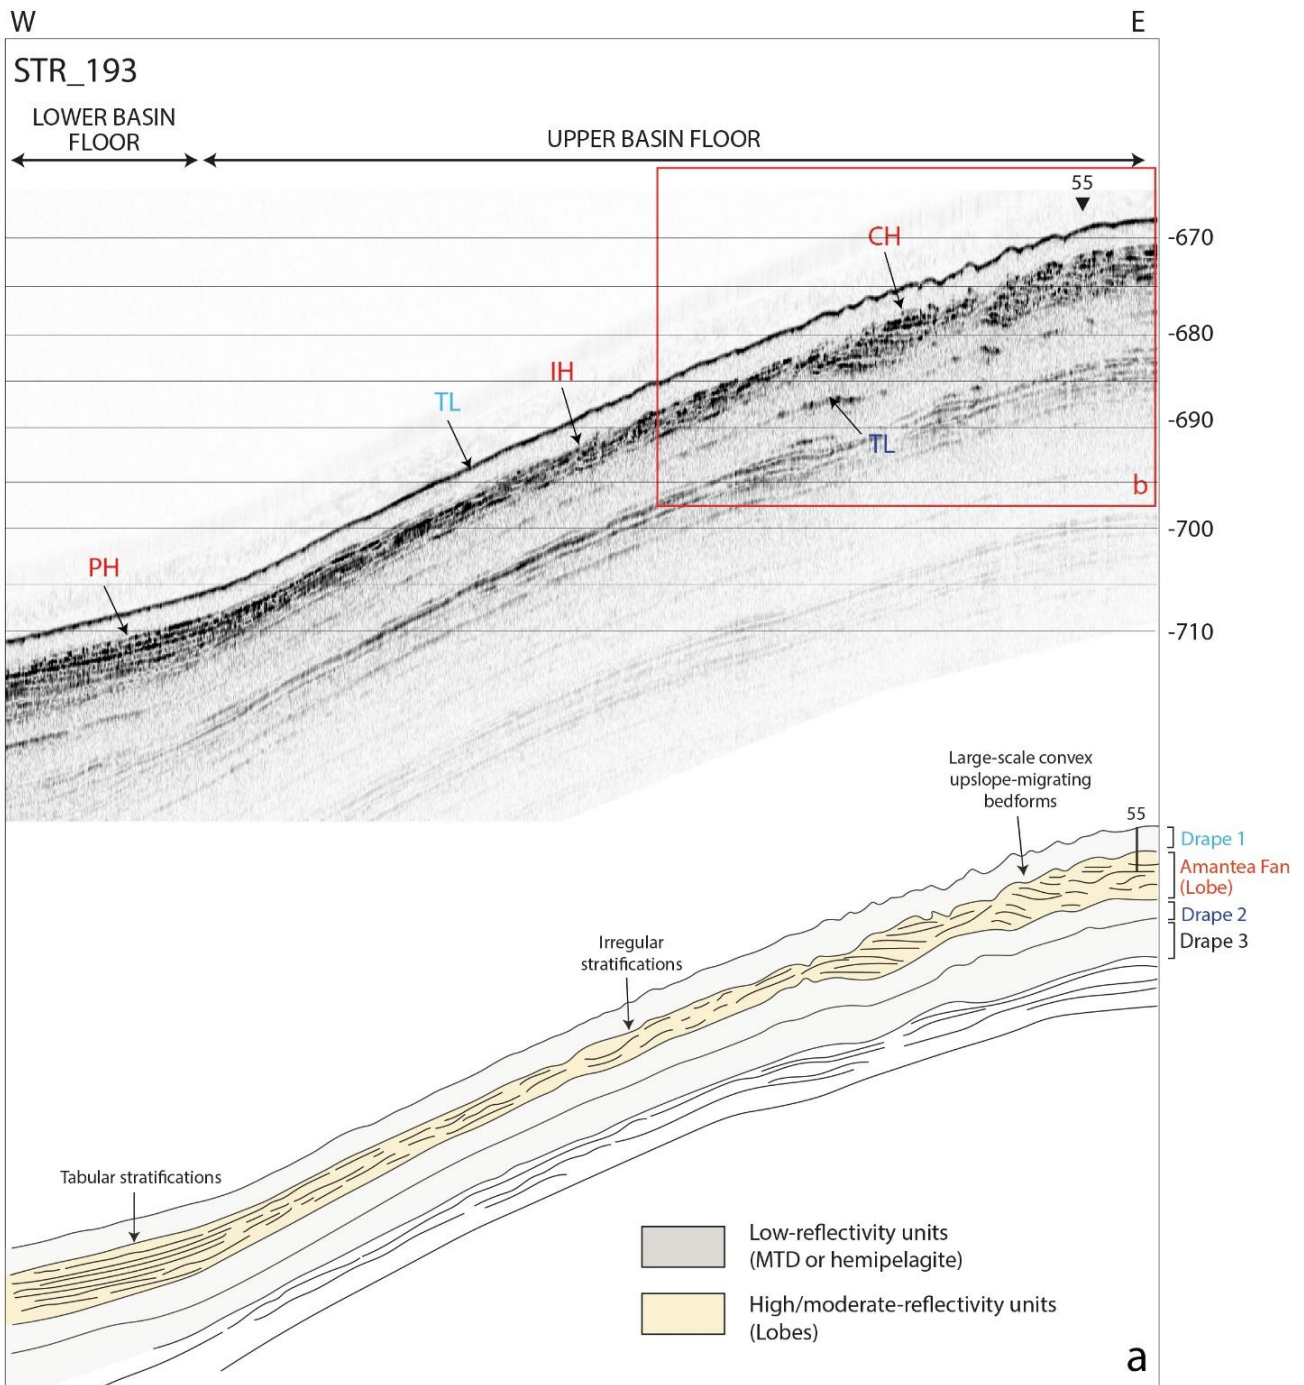 W
E
STR_193
LOWER BASIN
FLOOR
UPPER BASIN FLOOR
55
-670
CH
-680
IH
TL
-690
TL
b
-700
PH
-710
Large-scale convex
upslope-migrating
bedforms
55
Drape 1
Amantea Fan
(Lobe)
Drape 2
Drape 3
Irregular
stratifications
Tabular stratifications
Low-reflectivity units
(MTD or hemipelagite)
High/moderate-reflectivity units
(Lobes)
a